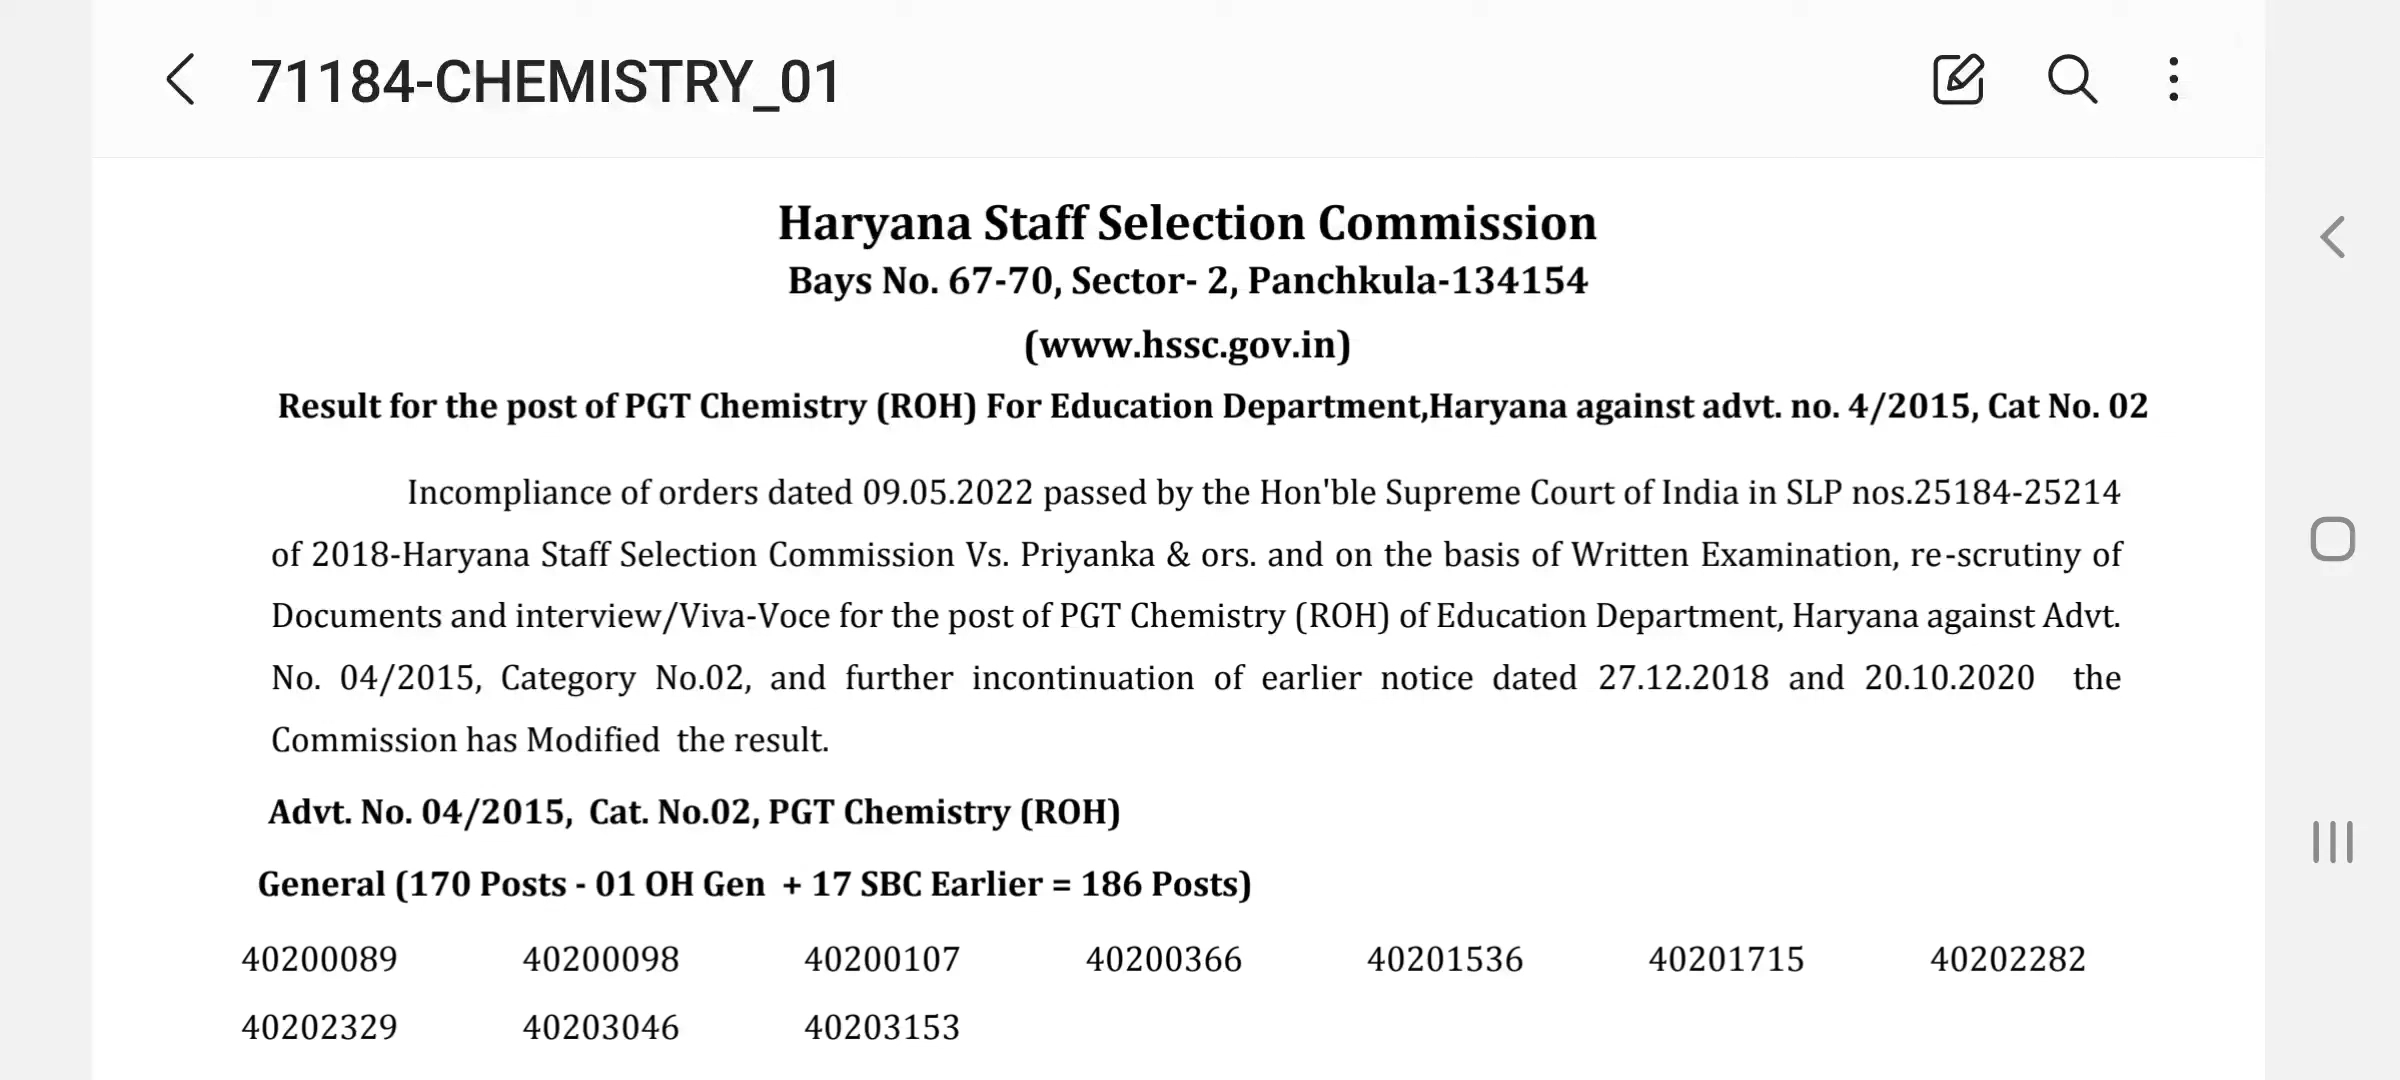 71184-CHEMISTRY_01
Haryana Staff Selection Commission
Bays No. 67-70, Sector- 2, Panchkula-134154
(www.hssc.gov.in)
Result for the post of PGT Chemistry (ROH) For Education Department,Haryana against advt. no. 4/2015, Cat No. 02
Incompliance of orders dated 09.05.2022 passed by the Hon'ble Supreme Court of India in SLP nos.25184-25214
of 2018-Haryana Staff Selection Commission Vs. Priyanka & ors. and on the basis of Written Examination, re-scrutiny of
Documents and interview/Viva-Voce for the post of PGT Chemistry (ROH) of Education Department, Haryana against Advt.
No. 04/2015, Category No.02, and further incontinuation of earlier notice dated 27.12.2018 and 20.10.2020 the
Commission has Modified the result.
Advt. No. 04/2015, Cat. No.02, PGT Chemistry (ROH)
General (170 Posts - 01 OH Gen + 17 SBC Earlier = 186 Posts)
40200089 40200098 40200107 40200366 40201536 40201715 40202282
40202329 40203046 40203153